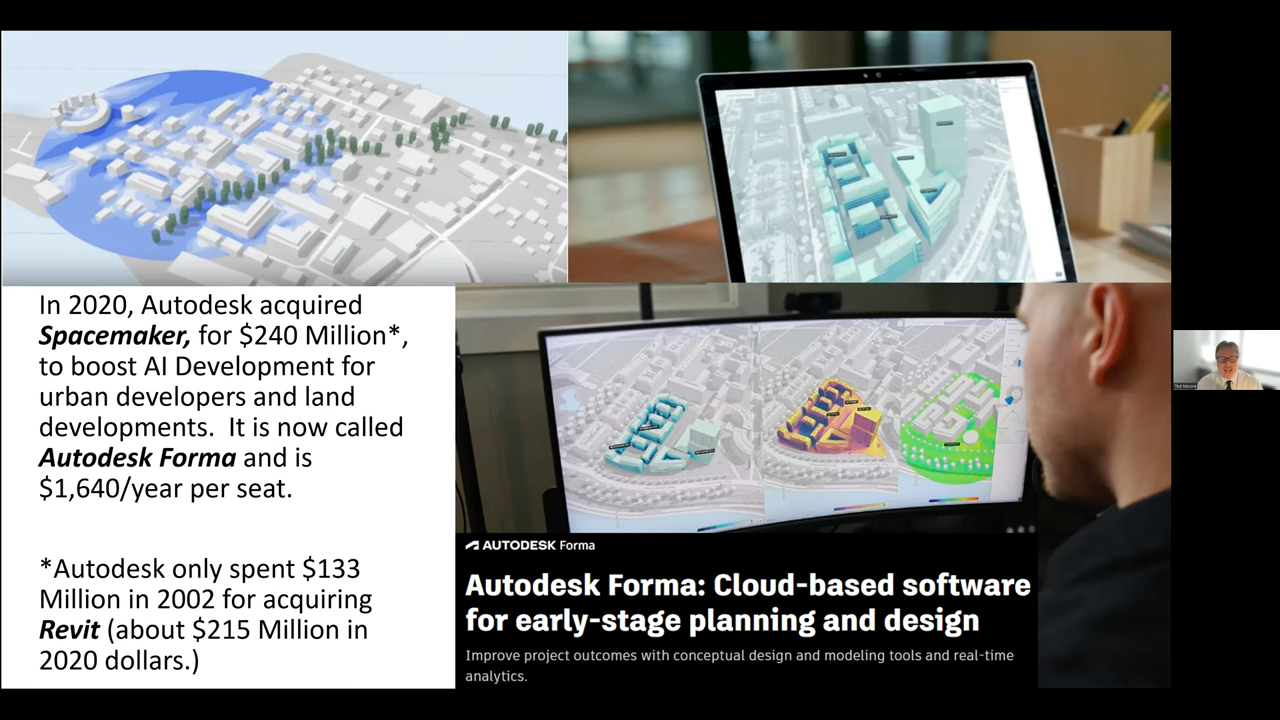 In 2020, Autodesk acquired
Spacemaker, for $240 Million*,
to boost AI Development for
urban developers and land
developments. It is now called
Autodesk Forma and is
$1,640/year per seat.
*Autodesk only spent $133
Million in 2002 for acquiring
Revit (about $215 Million in
2020 dollars.)
AUTODESK Forma
Autodesk Forma: Cloud-based software
for early-stage planning and design
Improve project outcomes with conceptual design and modeling tools and real-time
analytics.
Ted Moore